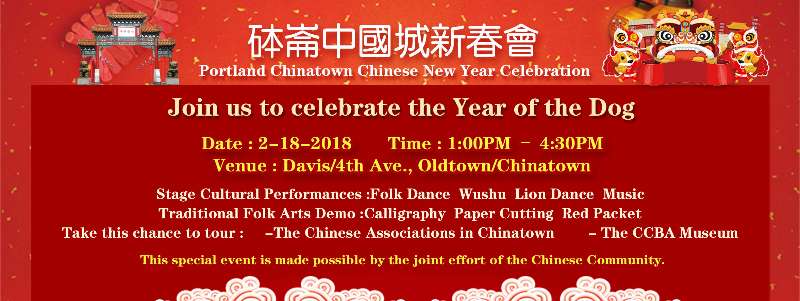 砵崙中國城新春會
Portland Chinatown Chinese New Year Celebration
Join us to celebrate the Year of the Dog
Date : 2-18-2018 Time : 1:00PM - 4:30PM
Venue : Davis/4th Ave., Oldtown/Chinatown
Stage Cultural Performances :Folk Dance Wushu Lion Dance Music
Traditional Folk Arts Demo :Calligraphy Paper Cutting Red Packet
Take this chance to tour : -The Chinese Associations in Chinatown - The CCBA Museum
This special event is made possible by the joint effort of the Chinese Community.